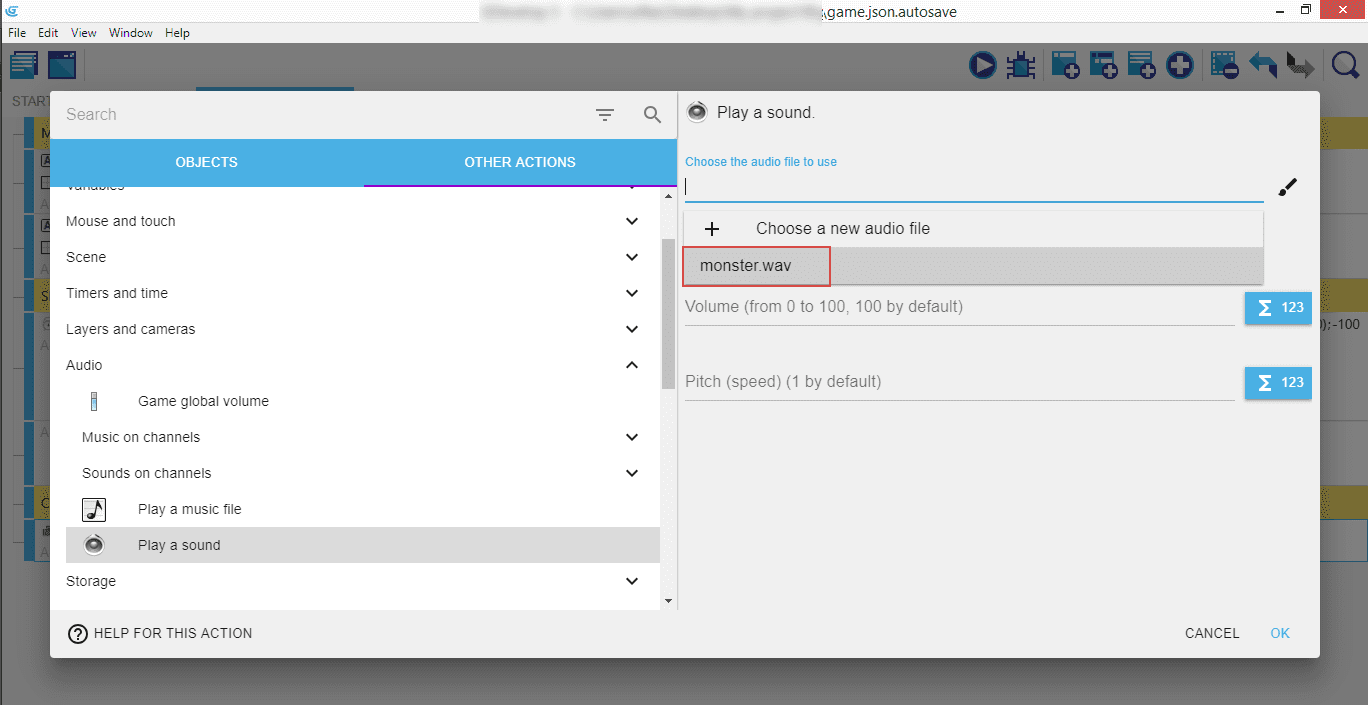 \game.json.autosave
File Edit View Window Help
START
Search
OBJECTS OTHER ACTIONS
Variables
Mouse and touch
Scene
Timers and time
Layers and cameras
Audio
Game global volume
Music on channels
Sounds on channels
Play a music file
Play a sound
Storage
HELP FOR THIS ACTION
Play a sound.
Choose the audio file to use
Choose a new audio file
monster.wav
Volume (from 0 to 100, 100 by default)
Σ 123
Pitch (speed) (1 by default)
Σ 123
CANCEL OK
);-100